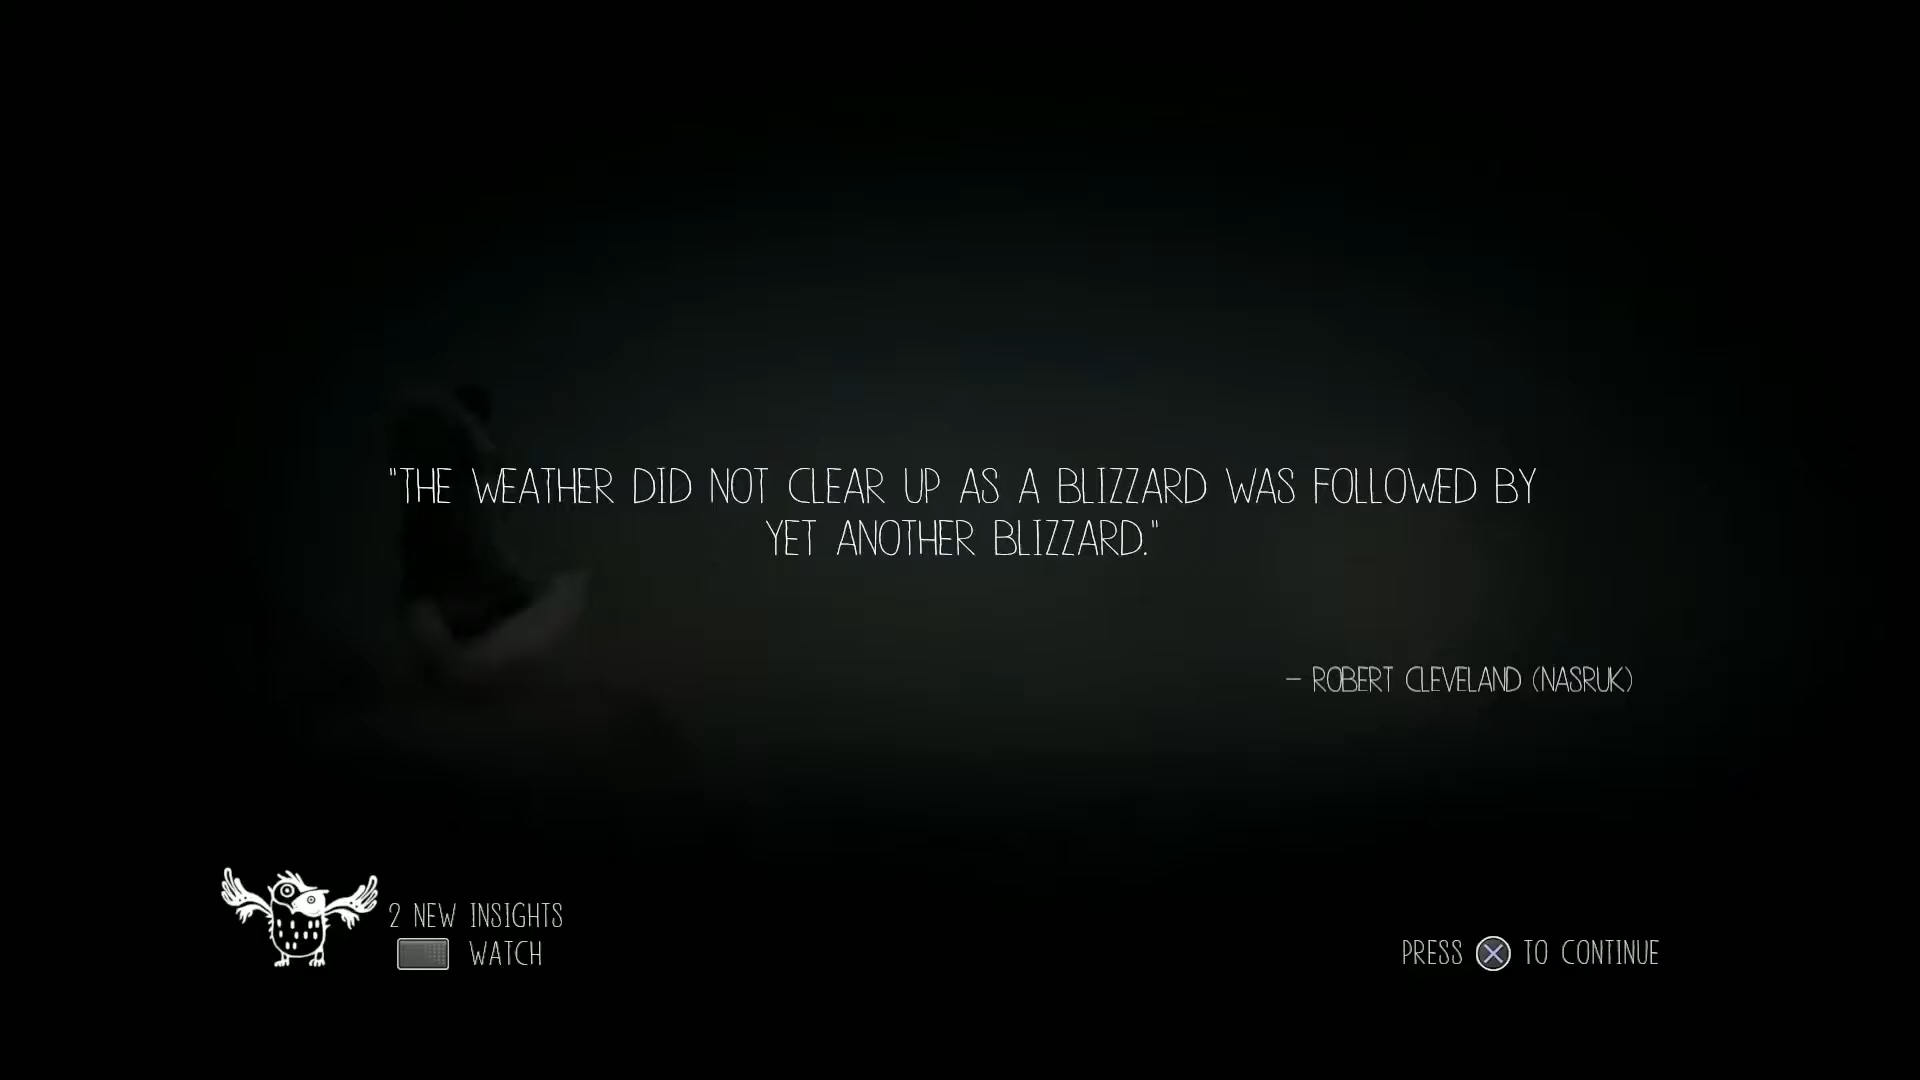 "THE WEATHER DID NOT CLEAR UP AS A BLIZZARD WAS FOLLOWED BY
YET ANOTHER BLIZZARD."
– ROBERT CLEVELAND (NASRUK)
2 NEW INSIGHTS
WATCH
PRESS TO CONTINUE